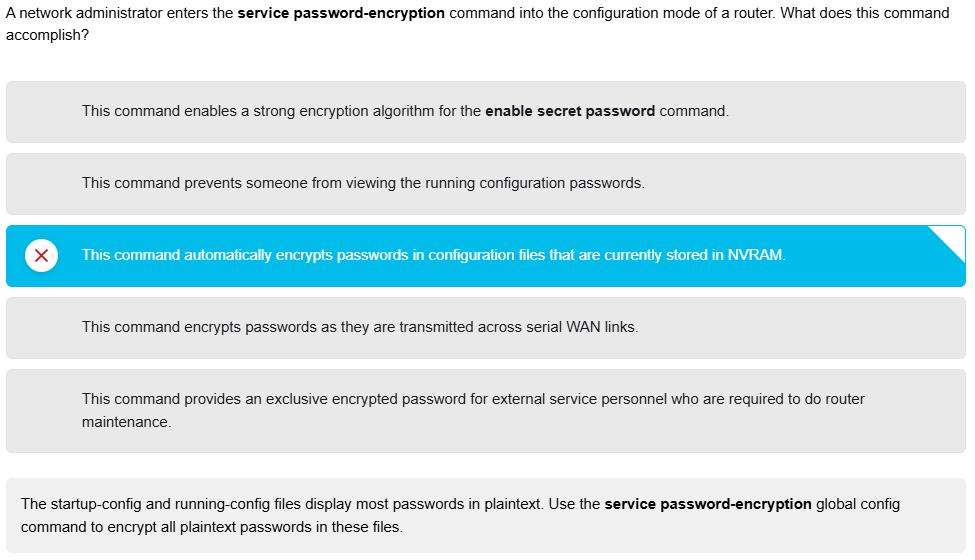 A network administrator enters the service password-encryption command into the configuration mode of a router. What does this command
accomplish?
This command enables a strong encryption algorithm for the enable secret password command.
This command prevents someone from viewing the running configuration passwords.
This command automatically encrypts passwords in configuration files that are currently stored in NVRAM.
This command encrypts passwords as they are transmitted across serial WAN links.
This command provides an exclusive encrypted password for external service personnel who are required to do router
maintenance.
The startup-config and running-config files display most passwords in plaintext. Use the service password-encryption global config
command to encrypt all plaintext passwords in these files.